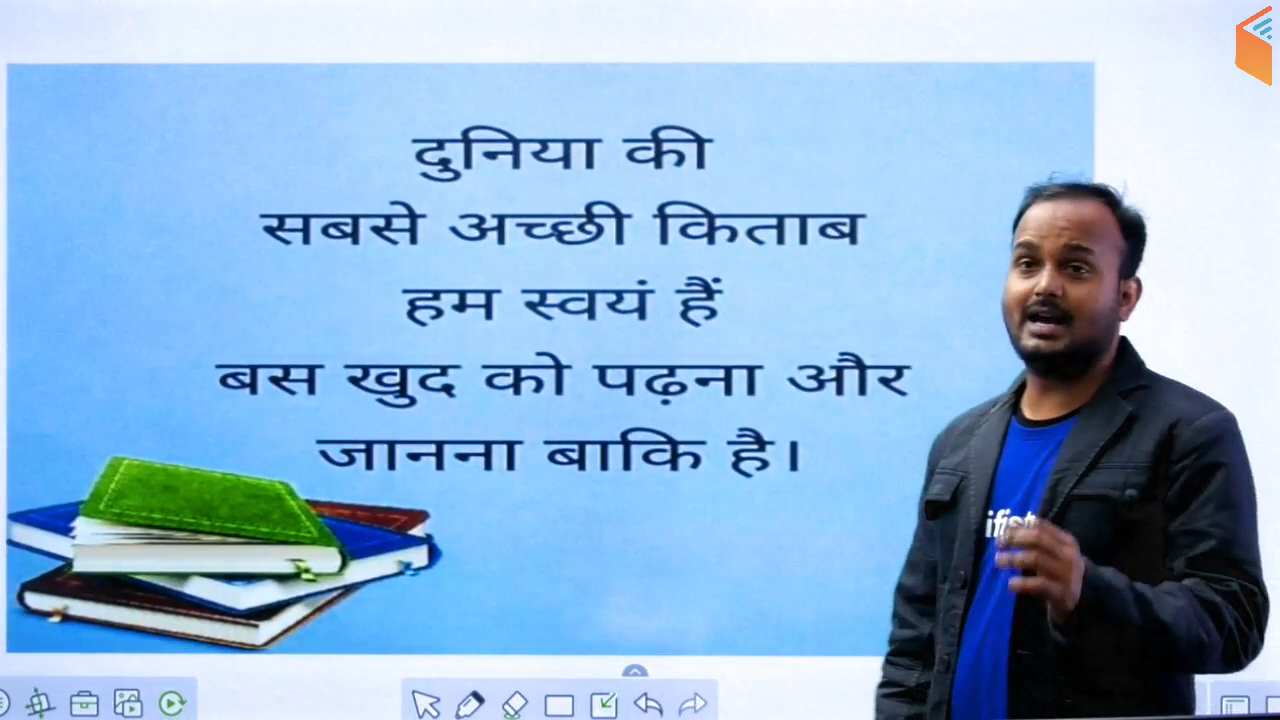 दुनिया की
सबसे अच्छी किताब
हम स्वयं हैं
बस खुद को पढ़ना और
जानना बाकि है।